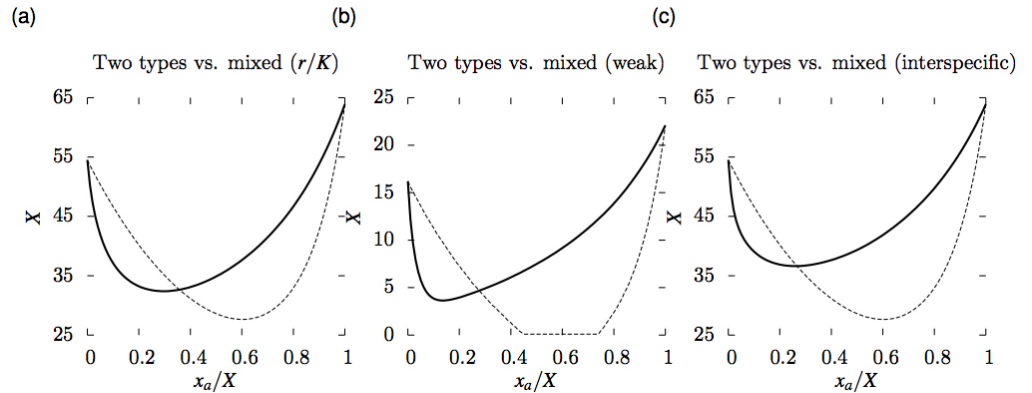 (a)
Two types vs. mixed (r/K)
65
55
45
35
25
X
0 0.2 0.4 0.6 0.8 1
x_a/X
(b)
Two types vs. mixed (weak)
25
20
15
10
5
0
X
0 0.2 0.4 0.6 0.8 1
x_a/X
(c)
Two types vs. mixed (interspecific)
65
55
45
35
25
X
0 0.2 0.4 0.6 0.8 1
x_a/X